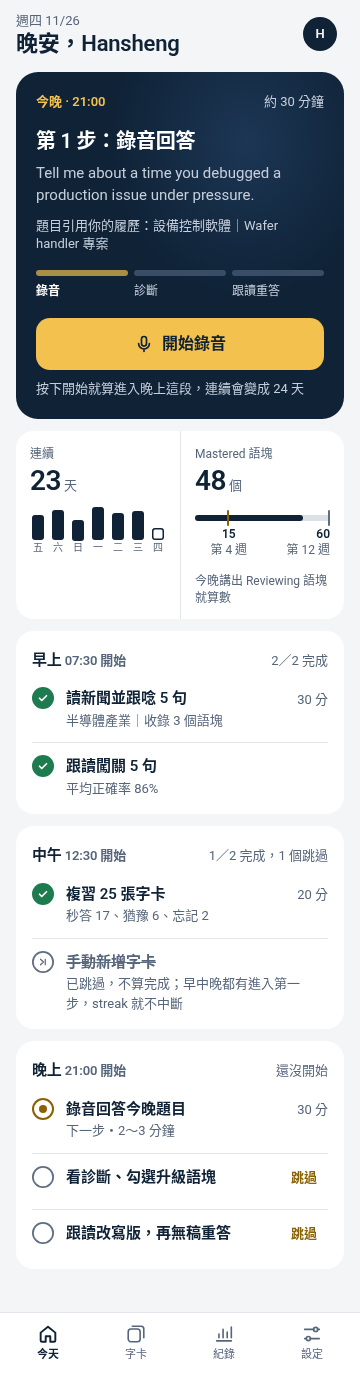 週四 11/26
晚安，Hansheng
H
今晚 · 21:00
約 30 分鐘
第 1 步：錄音回答
Tell me about a time you debugged a
production issue under pressure.
題目引用你的履歷：設備控制軟體｜Wafer
handler 專案
錄音
診斷
跟讀重答
開始錄音
按下開始就算進入晚上這段，連續會變成 24 天
連續
23 天
五 六 日 一 二 三 四
Mastered 語塊
48 個
15
60
第 4 週
第 12 週
今晚講出 Reviewing 語塊
就算數
早上 07:30 開始
2／2 完成
請新聞並跟唸 5 句
30 分
半導體產業｜收錄 3 個語塊
跟讀闖關 5 句
平均正確率 86%
中午 12:30 開始
1／2 完成，1 個跳過
複習 25 張字卡
20 分
秒答 17、猶豫 6、忘記 2
手動新增字卡
已跳過，不算完成；早中晚都有進入第一
步，streak 就不中斷
晚上 21:00 開始
還沒開始
錄音回答今晚題目
30 分
下一步・2～3 分鐘
看診斷、勾選升級語塊
跳過
跟讀改寫版，再無稿重答
跳過
今天
字卡
紀錄
設定